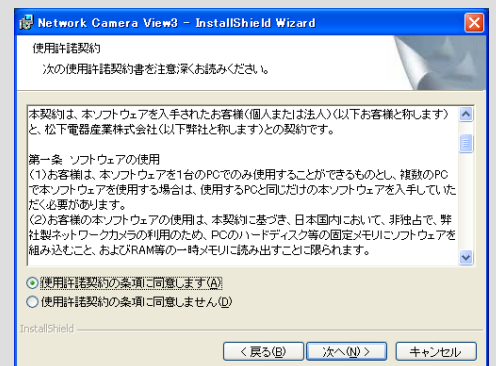 Network Camera View3 - InstallShield Wizard
使用許諾契約
次の使用許諾契約書を注意深くお読みください。
本契約は、本ソフトウェアを入手されたお客様(個人または法人)(以下お客様と称します)
と、松下電器産業株式会社(以下弊社と称します)との契約です。
第一条 ソフトウェアの使用
(1)お客様は、本ソフトウェアを1台のPCでのみ使用することができるものとし、複数のPC
で本ソフトウェアを使用する場合は、使用するPCと同じだけの本ソフトウェアを入手していた
だく必要があります。
(2)お客様の本ソフトウェアの使用は、本契約に基づき、日本国内において、非独占で、弊
社製ネットワークカメラの利用のため、PCのハードディスク等の固定メモリにソフトウェアを
組み込むこと、およびRAM等の一時メモリに読み出すことに限られます。
使用許諾契約の条項に同意します(A)
使用許諾契約の条項に同意しません(D)
InstallShield
< 戻る(B)
次へ(N) >
キャンセル